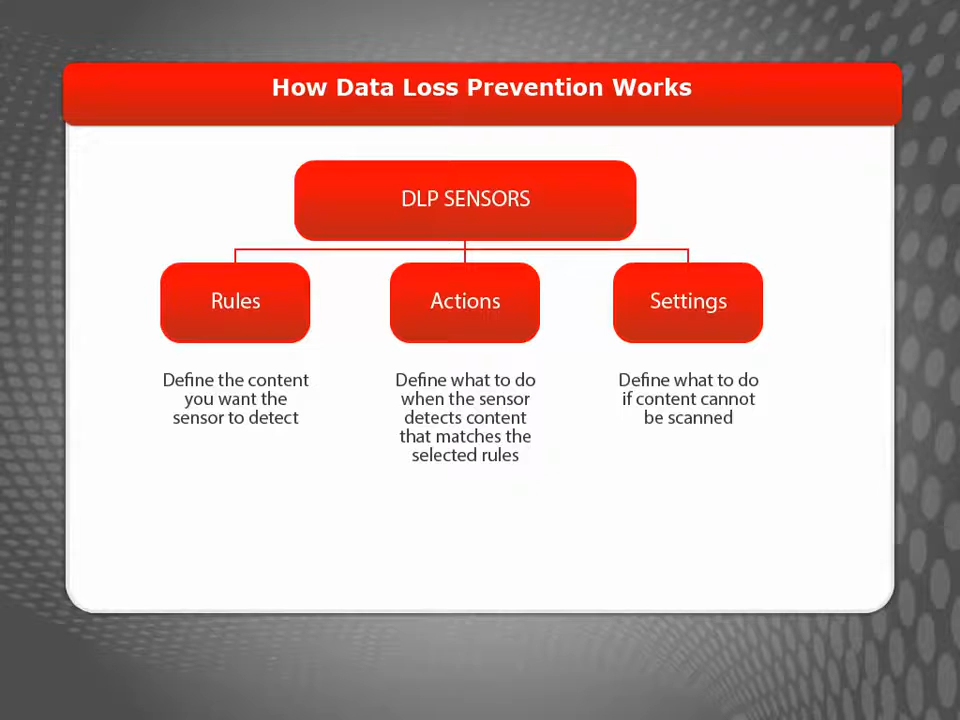 How Data Loss Prevention Works
DLP SENSORS
Rules
Actions
Settings
Define the content
you want the
sensor to detect
Define what to do
when the sensor
detects content
that matches the
selected rules
Define what to do
if content cannot
be scanned